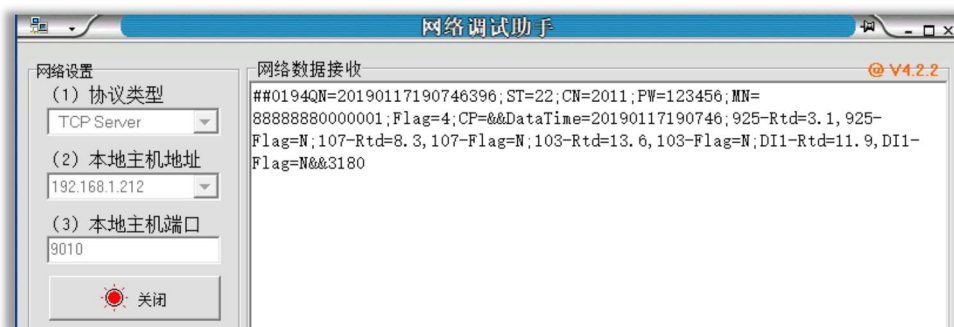 网络调试助手
网络设置
(1) 协议类型
TCP Server
(2) 本地主机地址
192.168.1.212
(3) 本地主机端口
9010
关闭
网络数据接收
@ V4.2.2
##0194QN=20190117190746396;ST=22;CN=2011;PW=123456;MN=
88888880000001;Flag=4;CP=&&DataTime=20190117190746;925-Rtd=3.1,925-
Flag=N;107-Rtd=8.3,107-Flag=N;103-Rtd=13.6,103-Flag=N;DI1-Rtd=11.9,DI1-
Flag=N&&3180